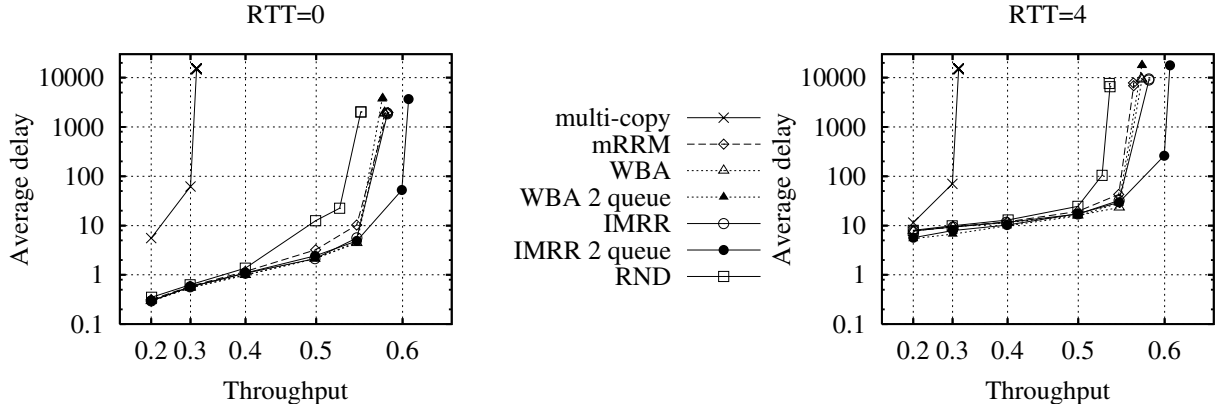 RTT=0
Average delay
10000
1000
100
10
1
0.1
0.2 0.3 0.4 0.5 0.6
Throughput
multi-copy
mRRM
WBA
WBA 2 queue
IMRR
IMRR 2 queue
RND
RTT=4
Average delay
10000
1000
100
10
1
0.1
0.2 0.3 0.4 0.5 0.6
Throughput